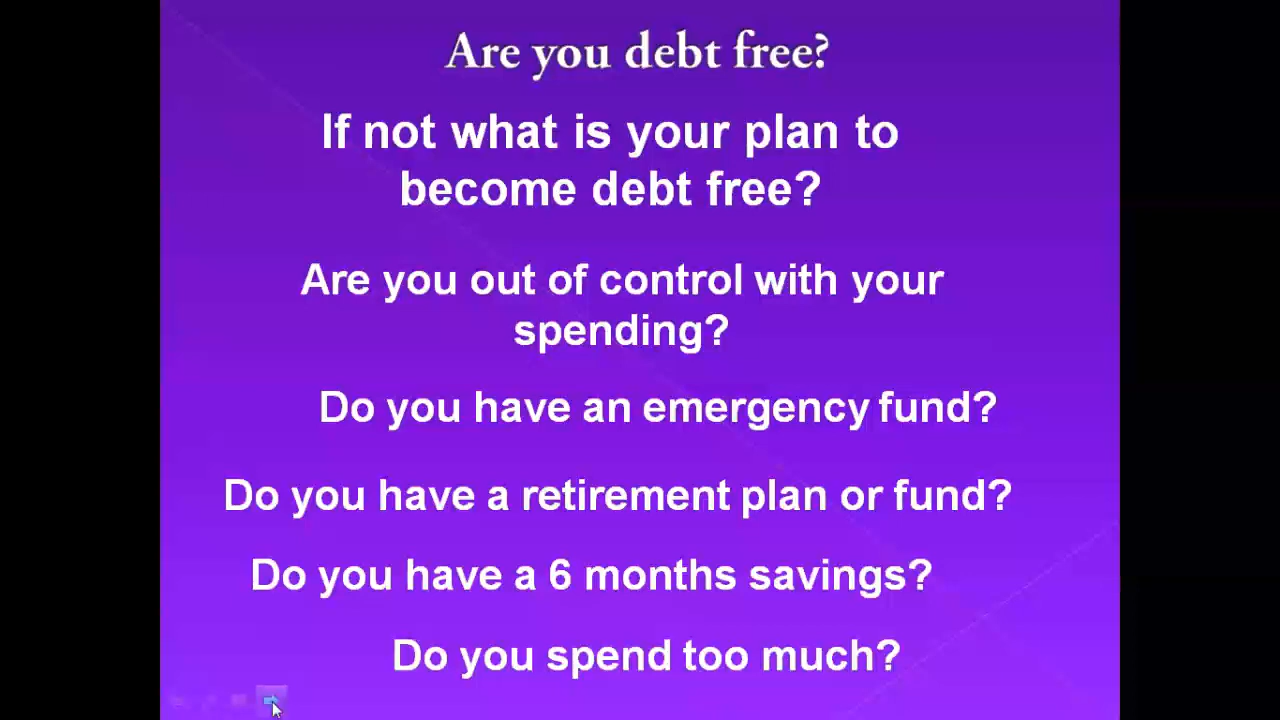 Are you debt free?
If not what is your plan to
become debt free?
Are you out of control with your
spending?
Do you have an emergency fund?
Do you have a retirement plan or fund?
Do you have a 6 months savings?
Do you spend too much?